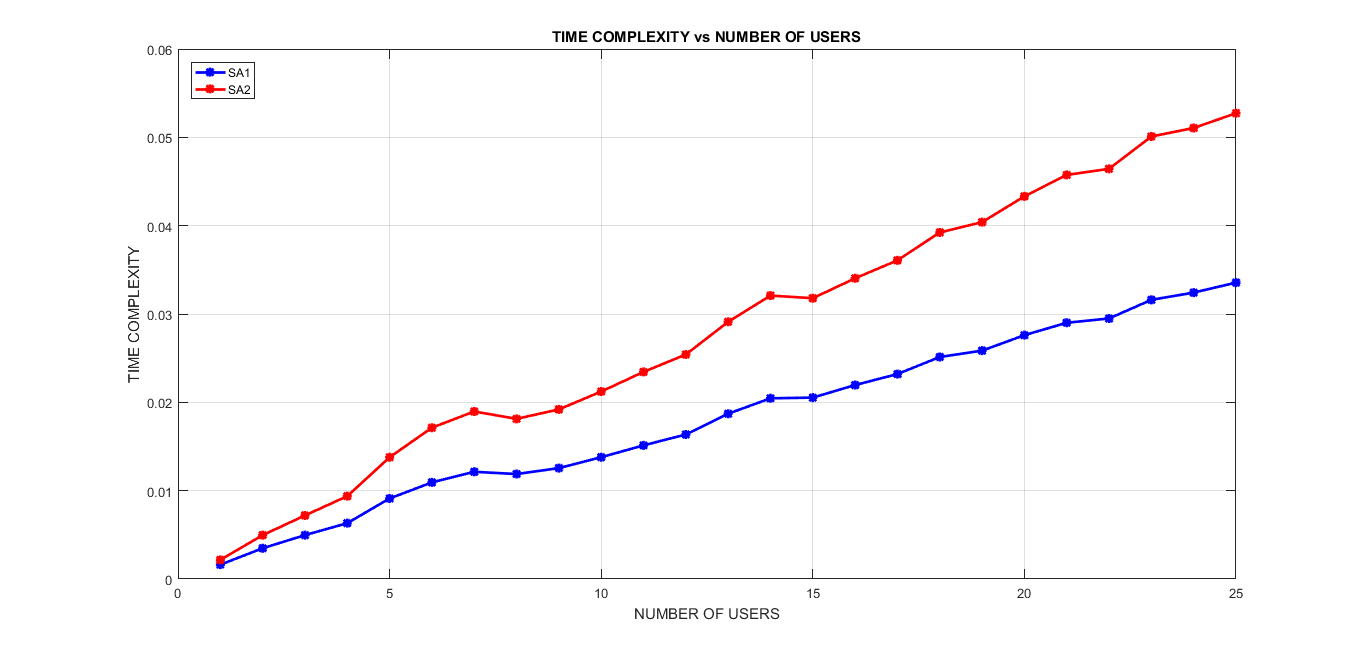 TIME COMPLEXITY vs NUMBER OF USERS
0.06
SA1
SA2
0.05
0.04
0.03
0.02
0.01
0
TIME COMPLEXITY
0 5 10 15 20 25
NUMBER OF USERS